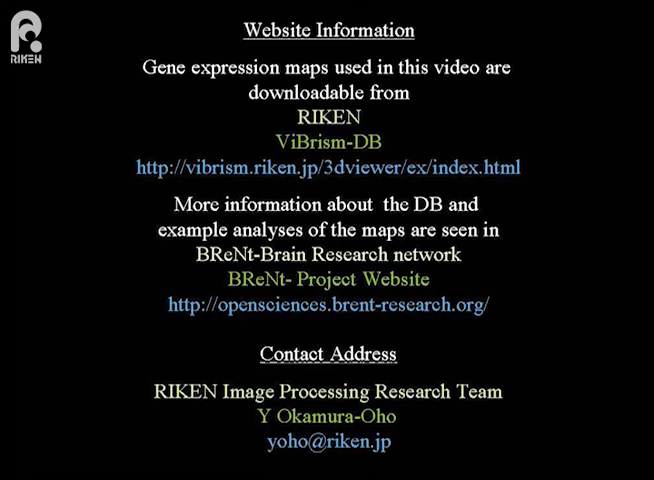 RIKEN
Website Information
Gene expression maps used in this video are
downloadable from
RIKEN
ViBrism-DB
http://vibrism.riken.jp/3dviewer/ex/index.html
More information about the DB and
example analyses of the maps are seen in
BReNt-Brain Research network
BReNt- Project Website
http://opensciences.brent-research.org/
Contact Address
RIKEN Image Processing Research Team
Y Okamura-Oho
yoho@riken.jp